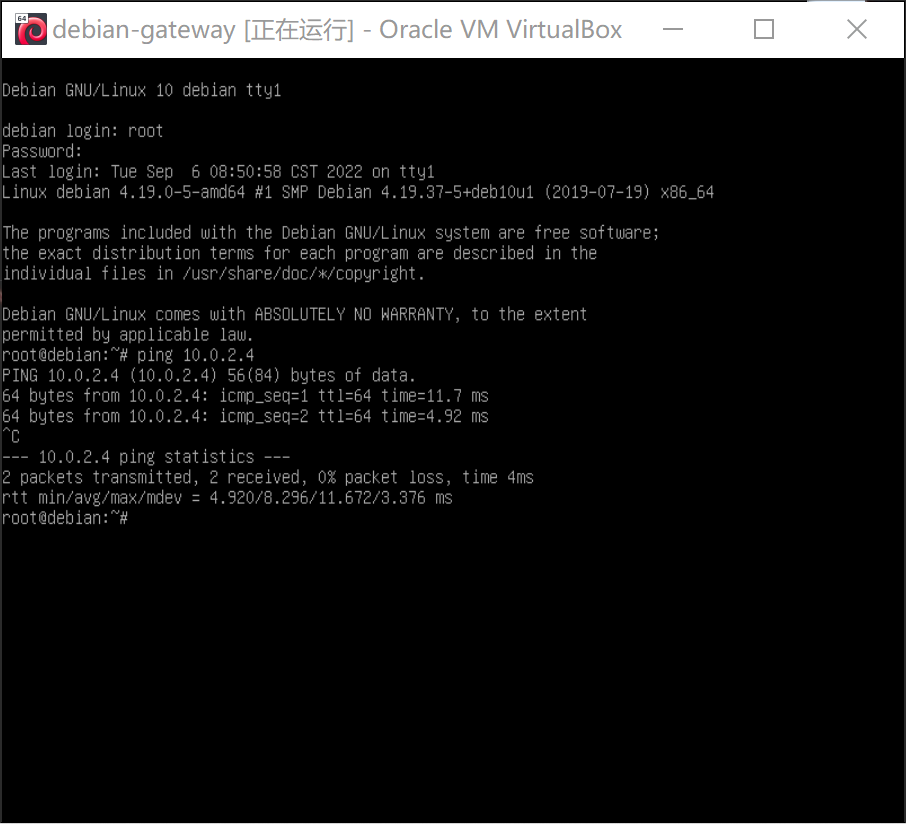 64
debian-gateway [正在运行] - Oracle VM VirtualBox
Debian GNU/Linux 10 debian tty1
debian login: root
Password:
Last login: Tue Sep  6 08:50:58 CST 2022 on tty1
Linux debian 4.19.0-5-amd64 #1 SMP Debian 4.19.37-5+deb10u1 (2019-07-19) x86_64
The programs included with the Debian GNU/Linux system are free software;
the exact distribution terms for each program are described in the
individual files in /usr/share/doc/*/copyright.
Debian GNU/Linux comes with ABSOLUTELY NO WARRANTY, to the extent
permitted by applicable law.
root@debian:~# ping 10.0.2.4
PING 10.0.2.4 (10.0.2.4) 56(84) bytes of data.
64 bytes from 10.0.2.4: icmp_seq=1 ttl=64 time=11.7 ms
64 bytes from 10.0.2.4: icmp_seq=2 ttl=64 time=4.92 ms
^C
--- 10.0.2.4 ping statistics ---
2 packets transmitted, 2 received, 0% packet loss, time 4ms
rtt min/avg/max/mdev = 4.920/8.296/11.672/3.376 ms
root@debian:~#